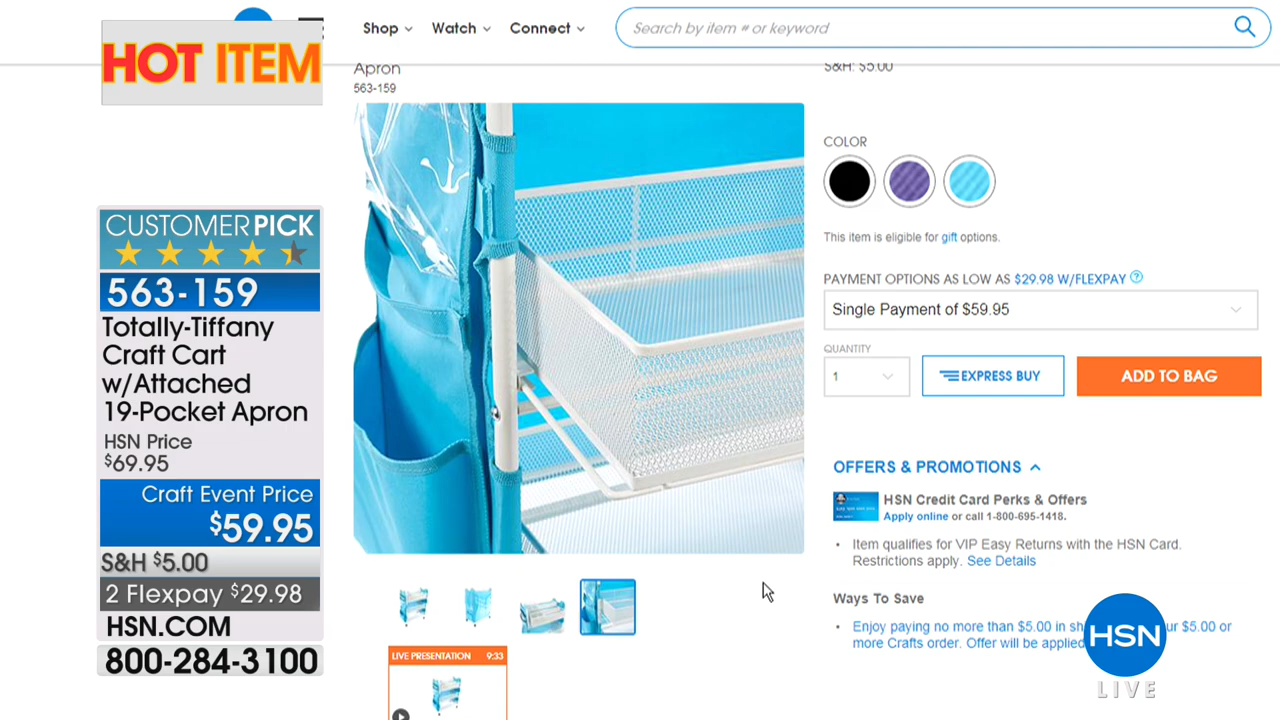 HOT ITEM
Shop
Watch
Connect
Search by item # or keyword
Apron
563-159
S&H: $5.00
COLOR
This item is eligible for gift options.
PAYMENT OPTIONS AS LOW AS $29.98 W/FLEXPAY ?
Single Payment of $59.95
QUANTITY
1
EXPRESS BUY
ADD TO BAG
OFFERS & PROMOTIONS
HSN Credit Card Perks & Offers
Apply online or call 1-800-695-1418.
• Item qualifies for VIP Easy Returns with the HSN Card.
Restrictions apply. See Details
Ways To Save
• Enjoy paying no more than $5.00 in sh ur $5.00 or
more Crafts order. Offer will be applied
CUSTOMER PICK
563-159
Totally-Tiffany
Craft Cart
w/Attached
19-Pocket Apron
HSN Price
$69.95
Craft Event Price
$59.95
S&H $5.00
2 Flexpay $29.98
HSN.COM
800-284-3100
LIVE PRESENTATION 9:33
HSN
LIVE